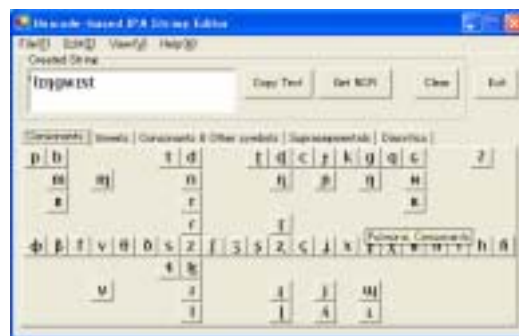 Unicode-based IPA String Editor
File(F) Edit(E) View(V) Help(H)
Created String
ˈlɪŋgwɪst
Copy Text Get NCR Clear Exit
Consonants Vowels Consonants & Other symbols Suprasegmentals Diacritics
p b t d ʈ ɖ c ɟ k ɡ q ɢ ʔ
m ɱ n ɳ ɲ ŋ ɴ
ʙ r ʀ
ɾ ɽ
ɸ β f v θ ð s z ʃ ʒ ʂ ʐ ç ʝ x ɣ h ɦ
Pulmonic Consonants
ɬ ɮ
ʋ ɹ ɻ j ɰ
l ɭ ʎ ʟ